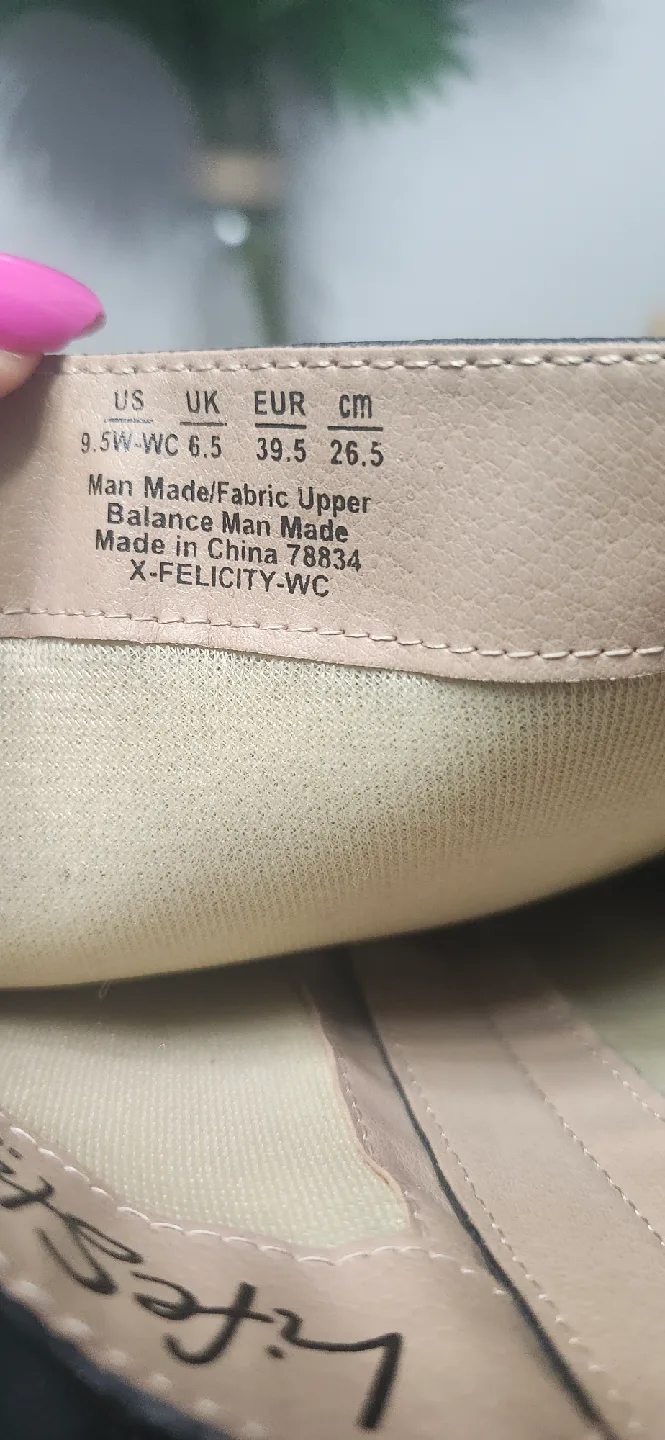 US UK EUR cm
9.5W-WC 6.5 39.5 26.5
Man Made/Fabric Upper
Balance Man Made
Made in China 78834
X-FELICITY-WC
LifeSt